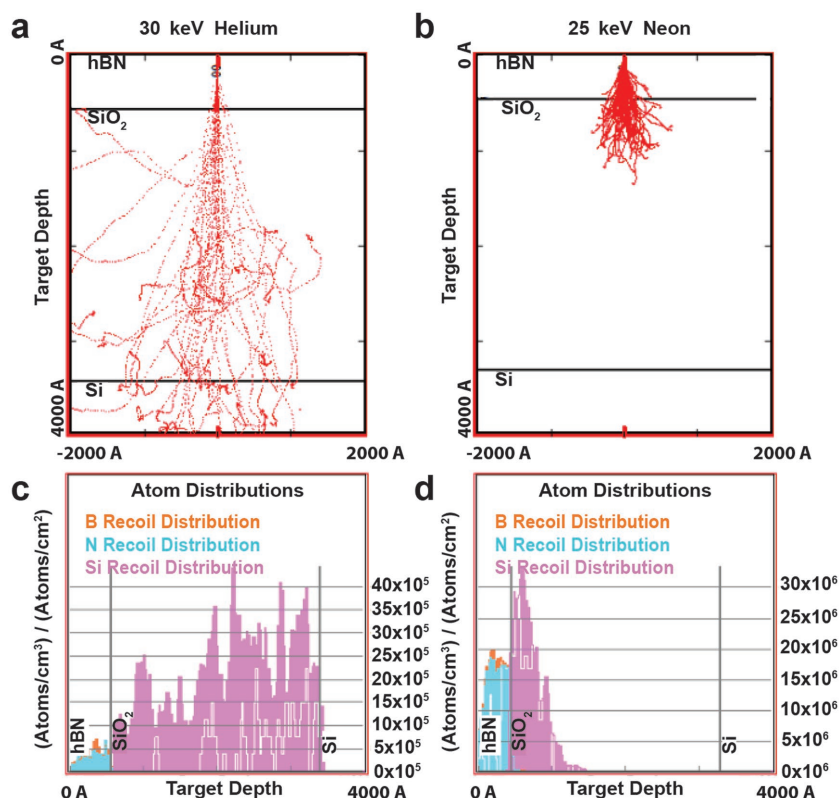 a
30 keV Helium
0 A
hBN
SiO2
Target Depth
Si
4000 A
-2000 A
2000 A
b
25 keV Neon
0 A
hBN
SiO2
Target Depth
Si
4000 A
-2000 A
2000 A
c
Atom Distributions
B Recoil Distribution
N Recoil Distribution
Si Recoil Distribution
(Atoms/cm3) / (Atoms/cm2)
40x10^5
35x10^5
30x10^5
25x10^5
20x10^5
15x10^5
10x10^5
5x10^5
0x10^5
hBN
SiO2
Si
0 A
Target Depth
4000 A
d
Atom Distributions
B Recoil Distribution
N Recoil Distribution
Si Recoil Distribution
(Atoms/cm3) / (Atoms/cm2)
30x10^6
25x10^6
20x10^6
15x10^6
10x10^6
5x10^6
0x10^6
hBN
SiO2
Si
0 A
Target Depth
4000 A